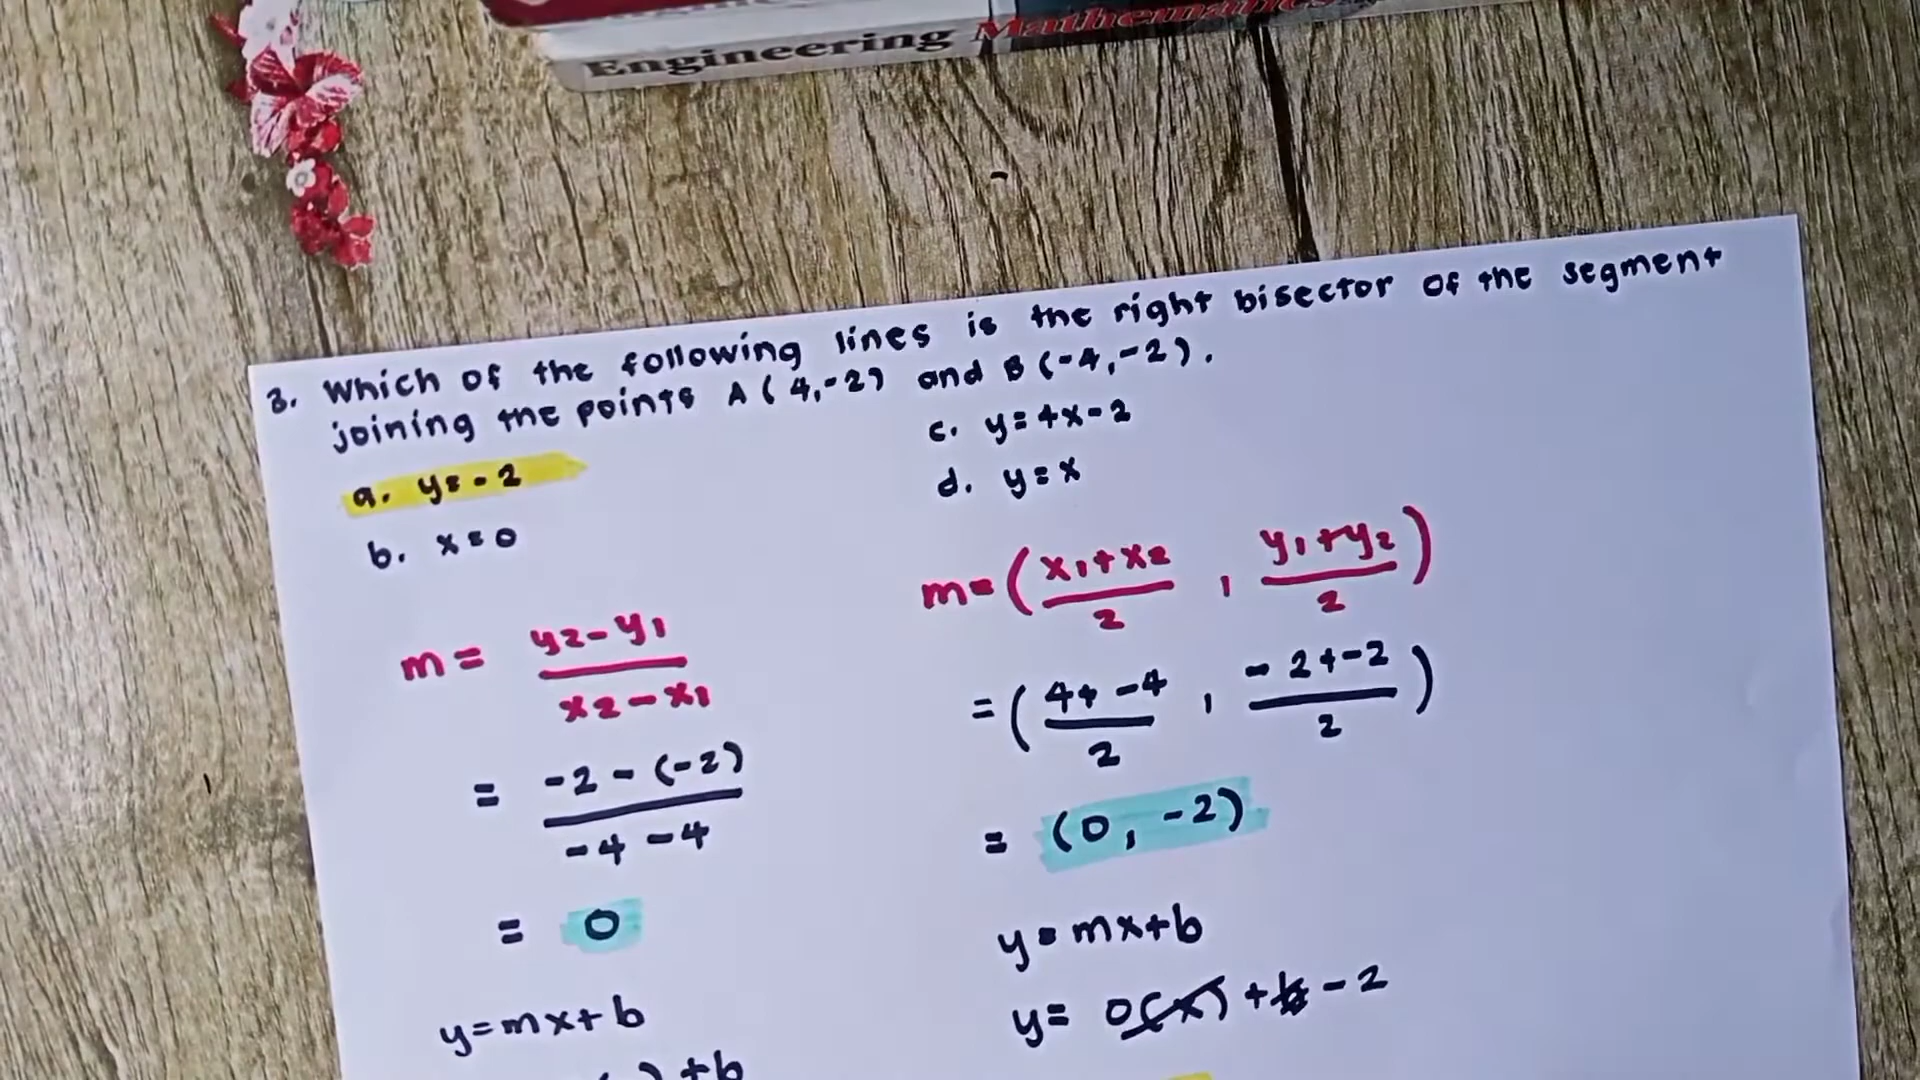 Engineering Mathematics
3. Which of the following lines is the right bisector of the segment
joining the points A (4,-2) and B (-4,-2).
a. y = -2
b. x = 0
c. y = 4x - 2
d. y = x
m = y2 - y1 / x2 - x1
= -2 - (-2) / -4 - 4
= 0
y = mx + b
) + b
m = (x1 + x2 / 2 , y1 + y2 / 2)
= (4 + -4 / 2 , -2 + -2 / 2)
= (0, -2)
y = mx + b
y = 0(x) + b - 2